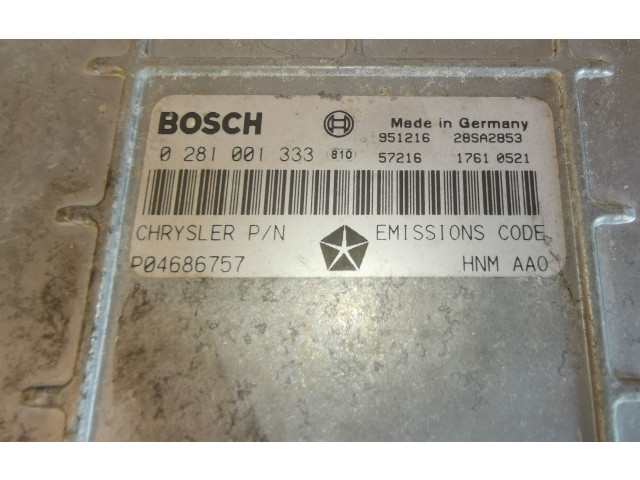 BOSCH Made in Germany
951216 28SA2853
0 281 001 333 810 57216 1761 0521
CHRYSLER P/N EMISSIONS CODE
P04686757 HNM AA0